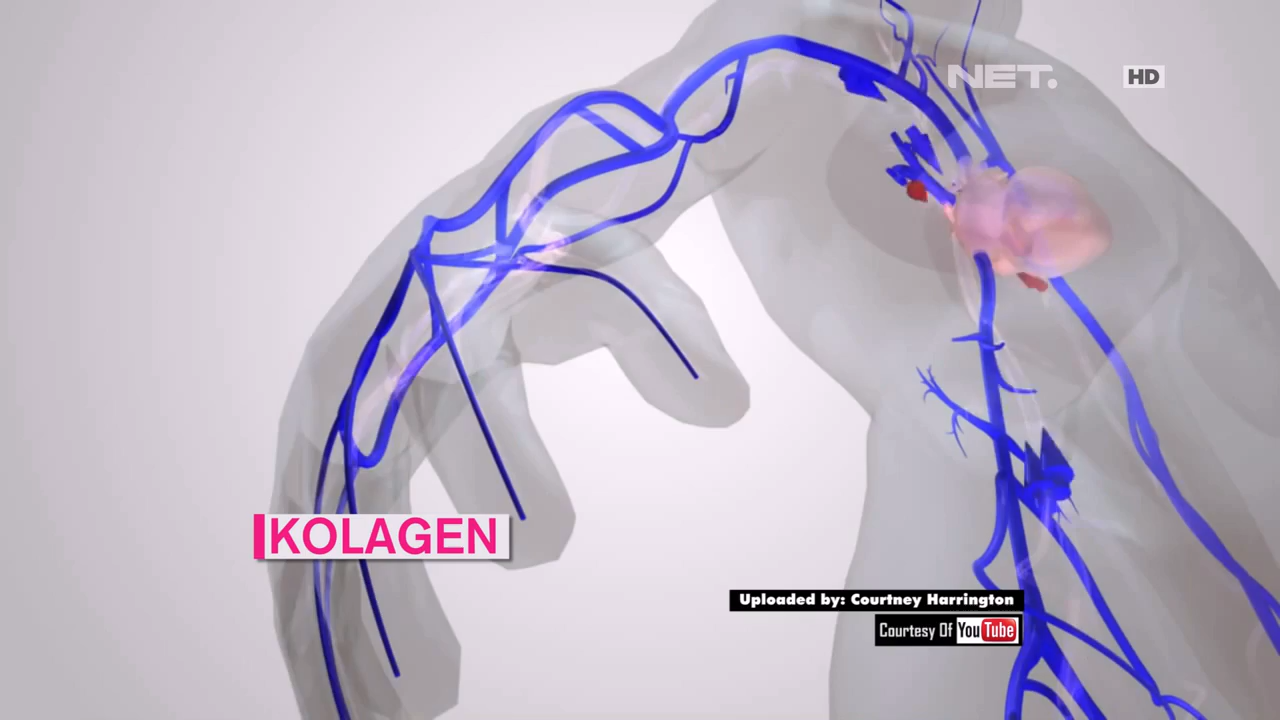 NET.
HD
KOLAGEN
Uploaded by: Courtney Harrington
Courtesy Of YouTube